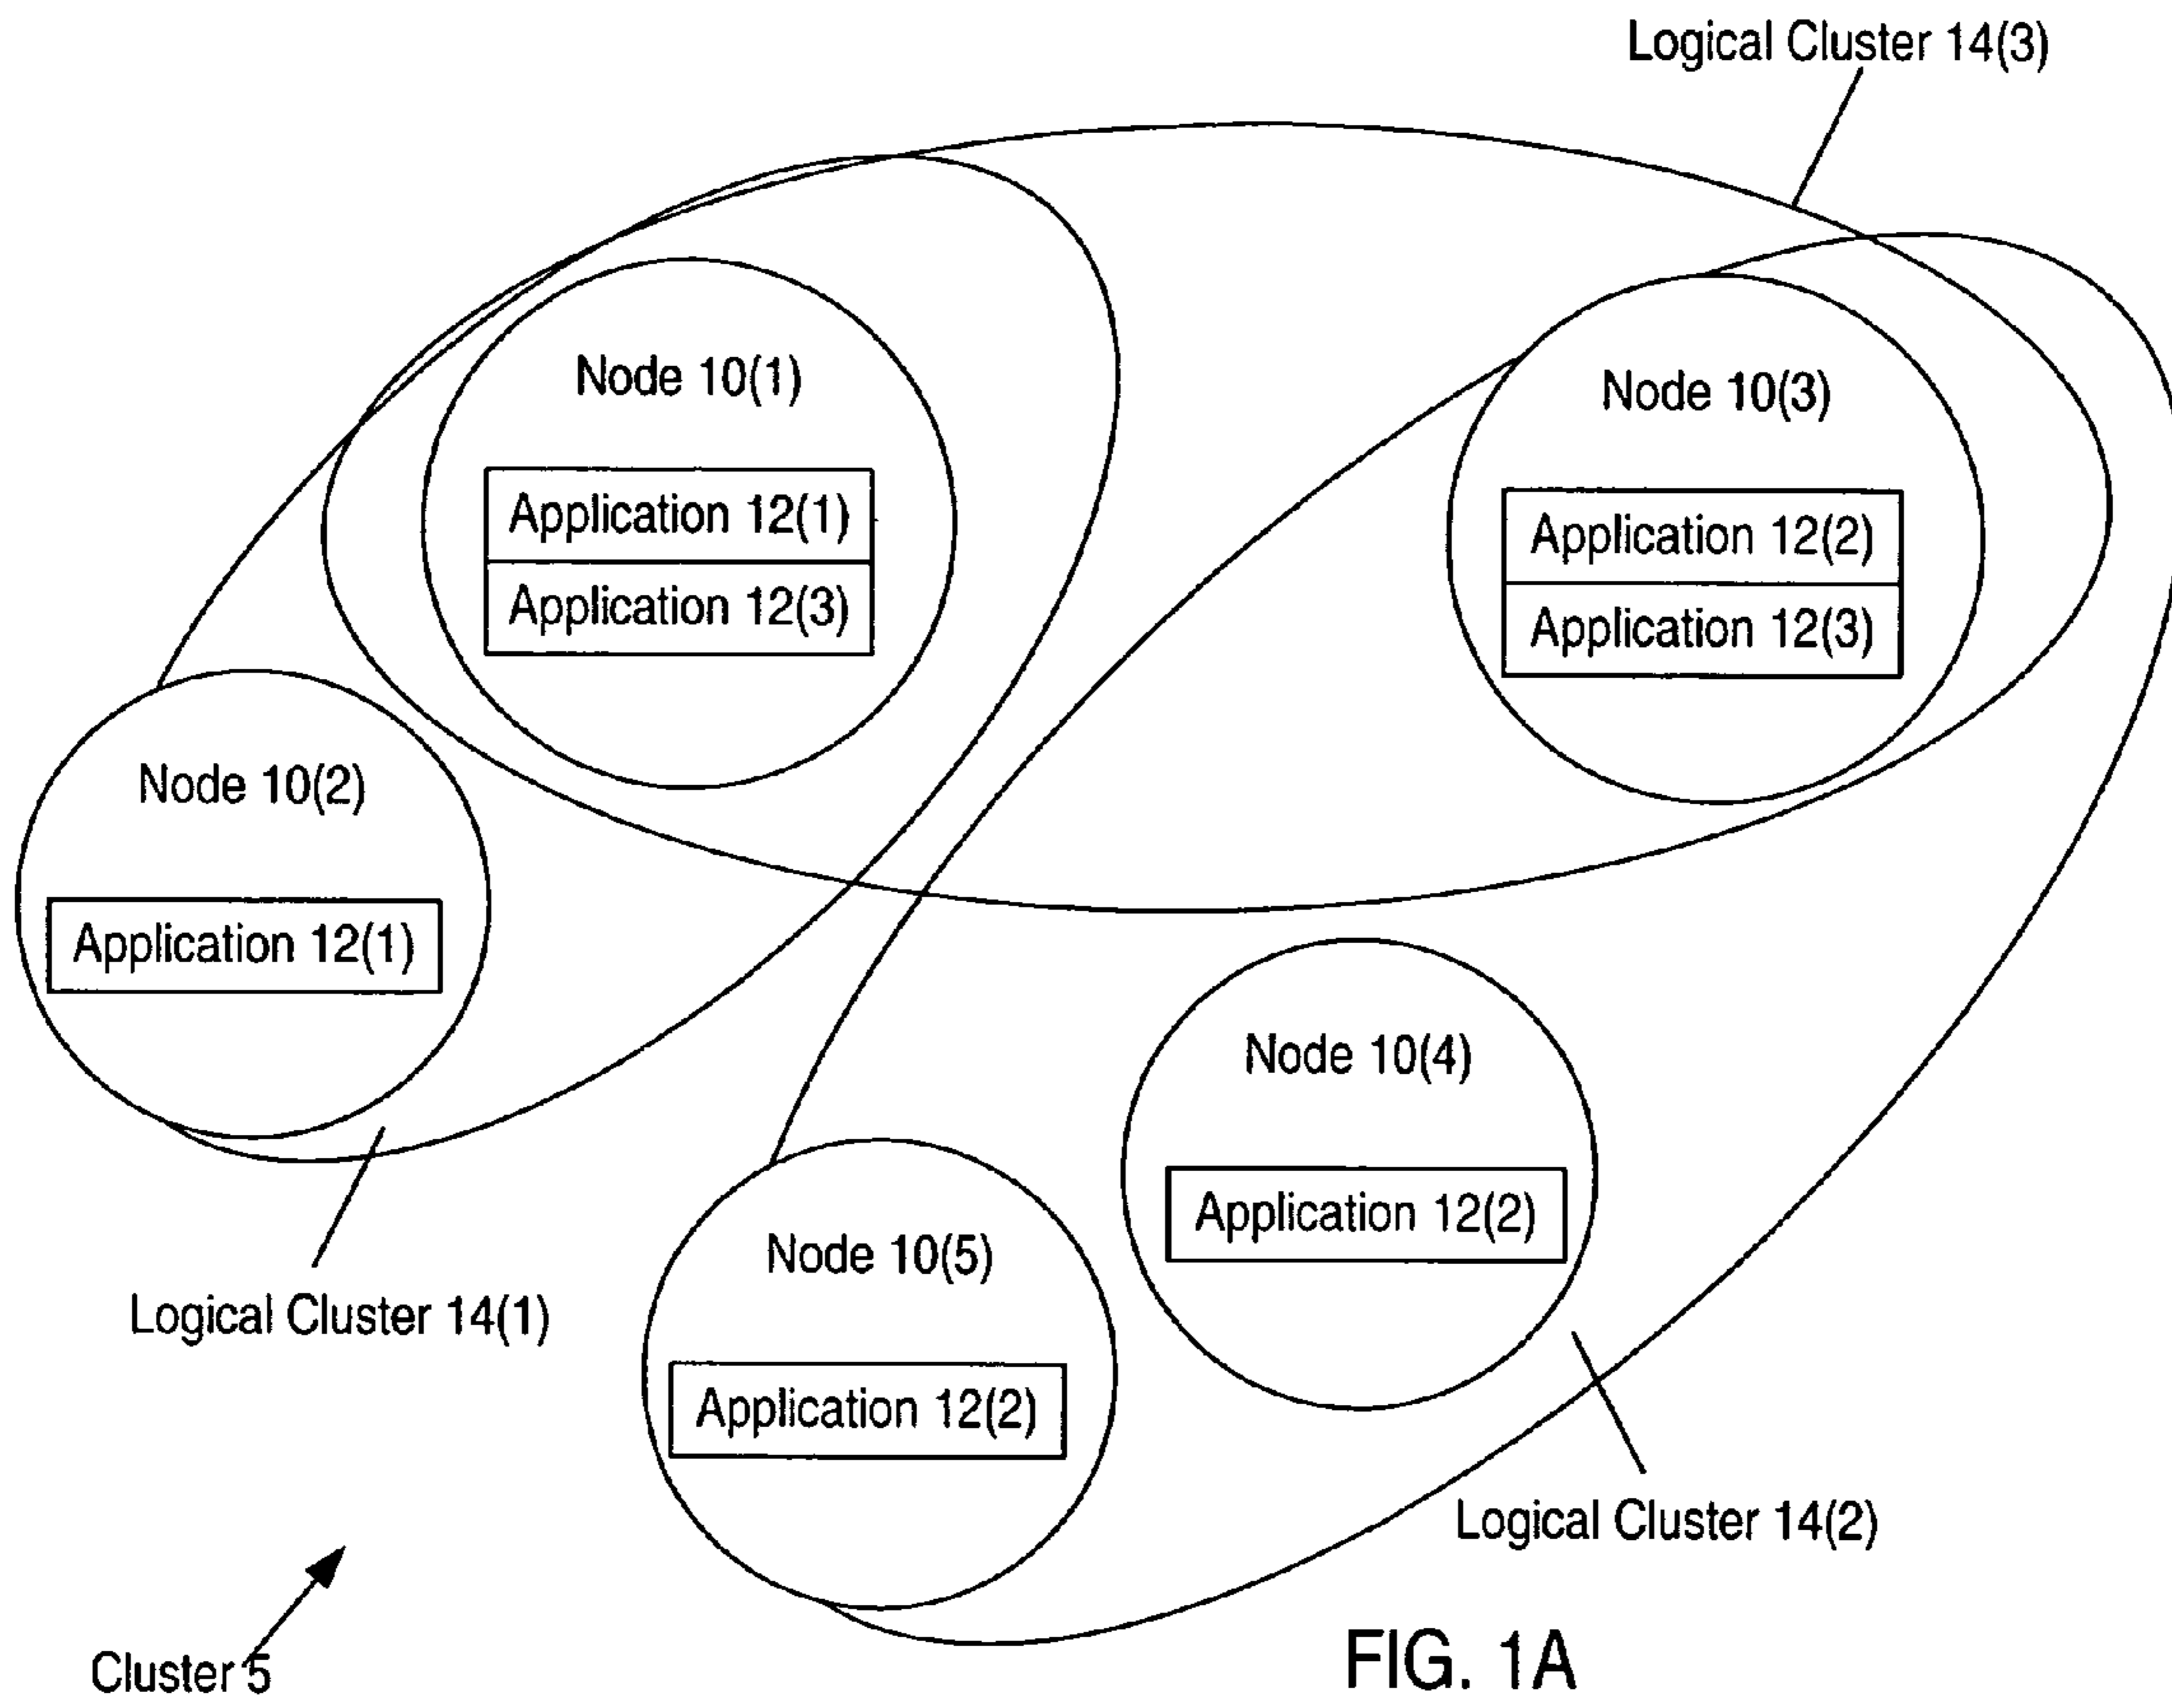 Logical Cluster 14(3)
Node 10(1)
Application 12(1)
Application 12(3)
Node 10(3)
Application 12(2)
Application 12(3)
Node 10(2)
Application 12(1)
Node 10(4)
Application 12(2)
Node 10(5)
Application 12(2)
Logical Cluster 14(1)
Logical Cluster 14(2)
Cluster 5
FIG. 1A